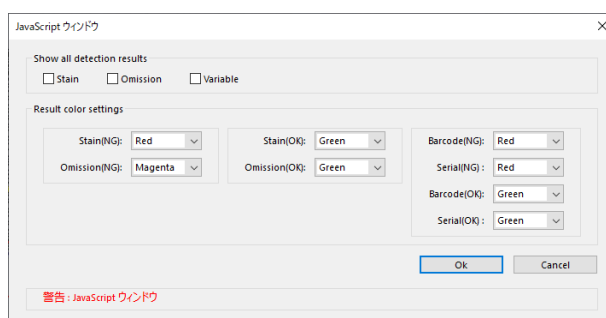 JavaScript ウィンドウ
Show all detection results
Stain Omission Variable
Result color settings
Stain(NG): Red Stain(OK): Green Barcode(NG): Red
Omission(NG): Magenta Omission(OK): Green Serial(NG) : Red
Barcode(OK): Green
Serial(OK) : Green
Ok Cancel
警告 : JavaScript ウィンドウ